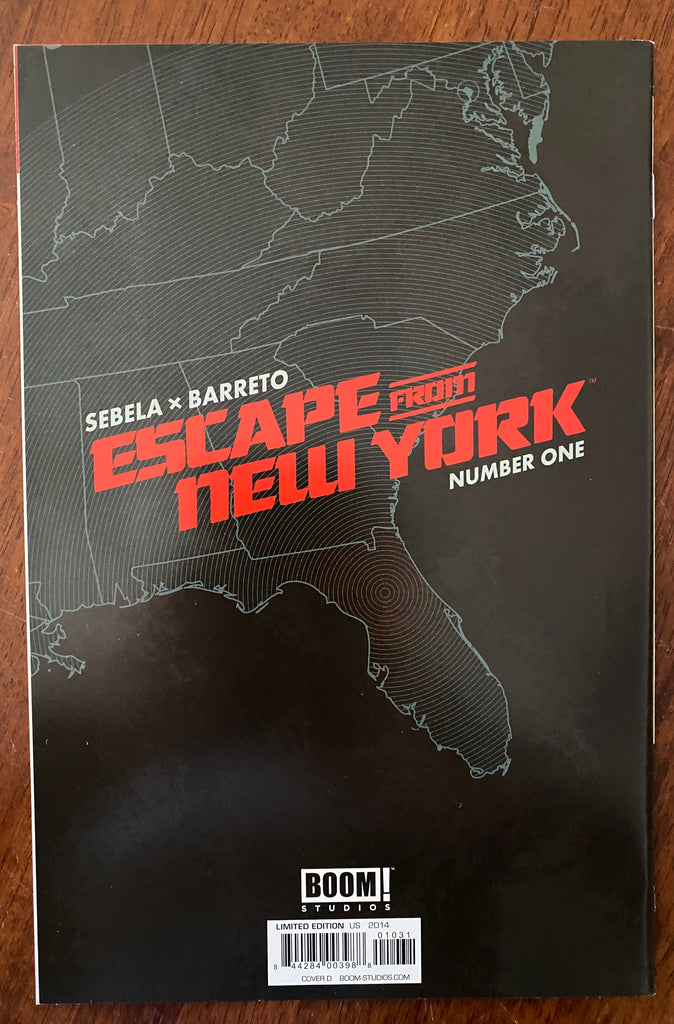 SEBELA × BARRETO
ESCAPE FROM
NEW YORK™
NUMBER ONE
BOOM!™
STUDIOS
LIMITED EDITION US 2014
01031
8 44284 00398 8
COVER D BOOM-STUDIOS.COM